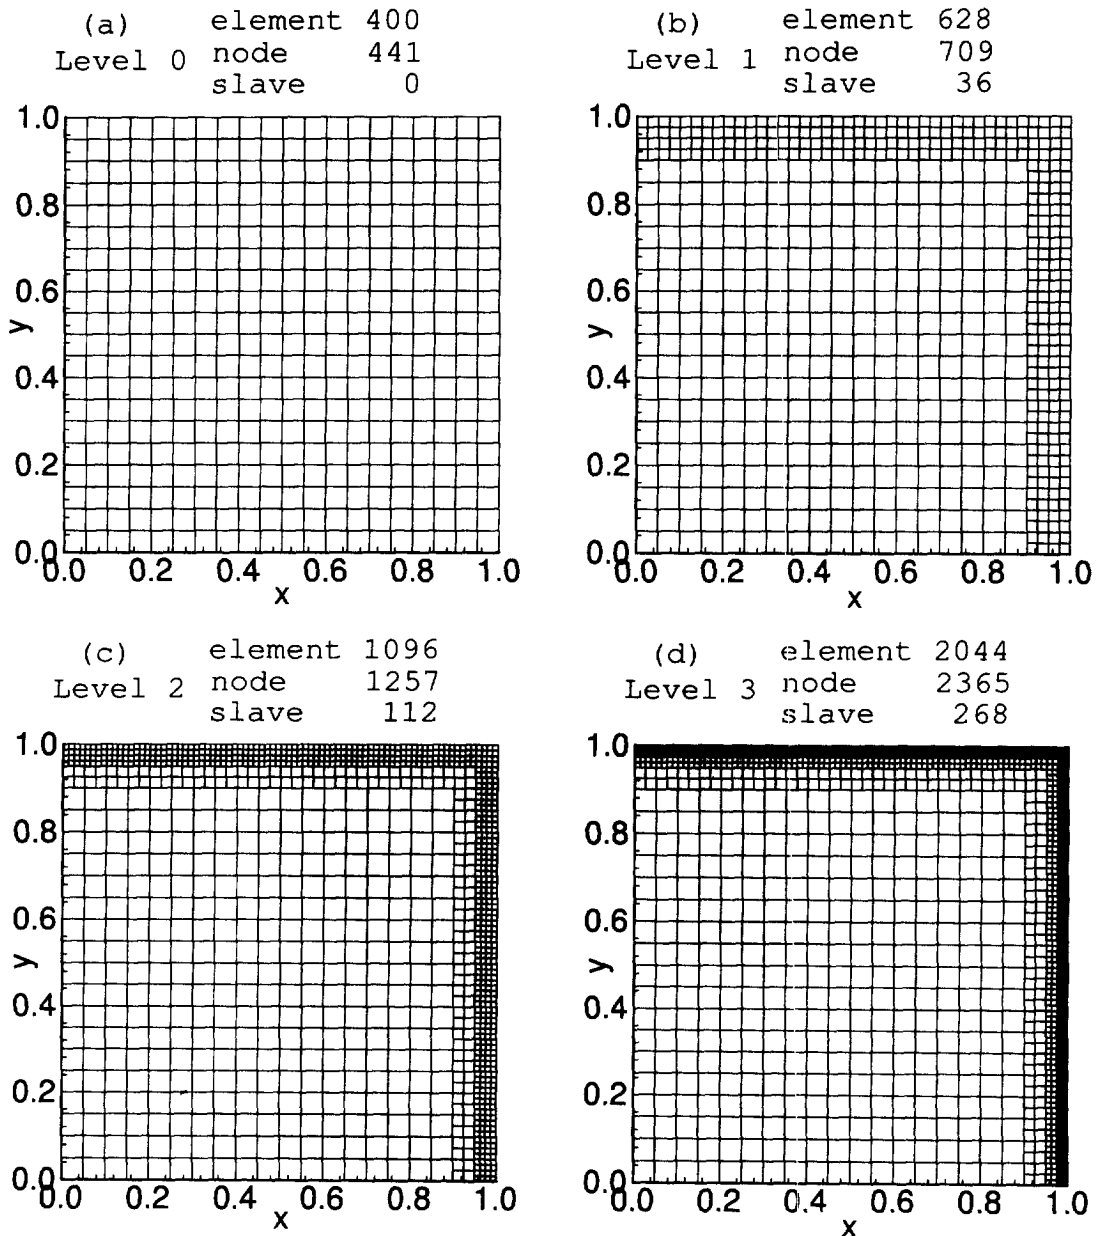 (a) element 400
Level 0 node 441
slave 0
1.0
0.8
0.6
y
0.4
0.2
0.0
0.0 0.2 0.4 0.6 0.8 1.0
x
(b) element 628
Level 1 node 709
slave 36
1.0
0.8
0.6
y
0.4
0.2
0.0
0.0 0.2 0.4 0.6 0.8 1.0
x
(c) element 1096
Level 2 node 1257
slave 112
1.0
0.8
0.6
y
0.4
0.2
0.0
0.0 0.2 0.4 0.6 0.8 1.0
x
(d) element 2044
Level 3 node 2365
slave 268
1.0
0.8
0.6
y
0.4
0.2
0.0
0.0 0.2 0.4 0.6 0.8 1.0
x